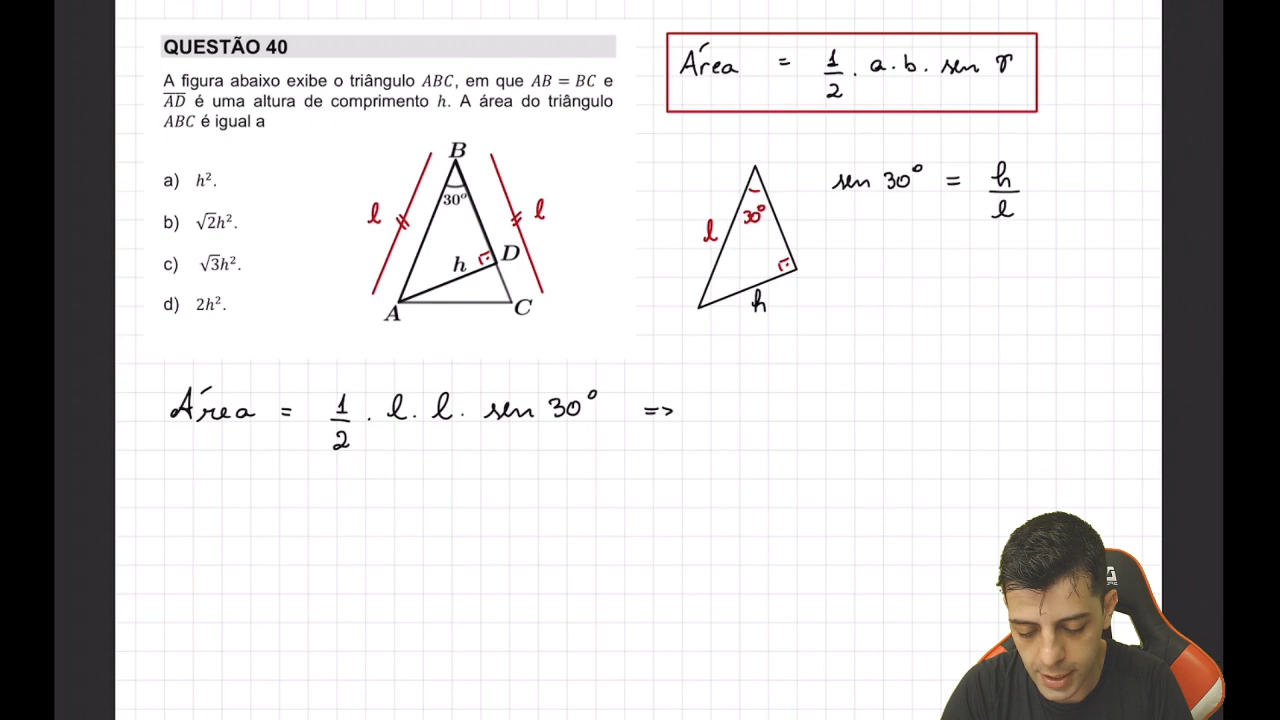 QUESTÃO 40
A figura abaixo exibe o triângulo ABC, em que AB = BC e
AD é uma altura de comprimento h. A área do triângulo
ABC é igual a
a) h².
b) √2h².
c) √3h².
d) 2h².
B
30º
l
l
D
h
A
C
Área = 1/2 . a . b . sen γ
30°
l
h
sen 30° = h/l
Área = 1/2 . l . l . sen 30° =>